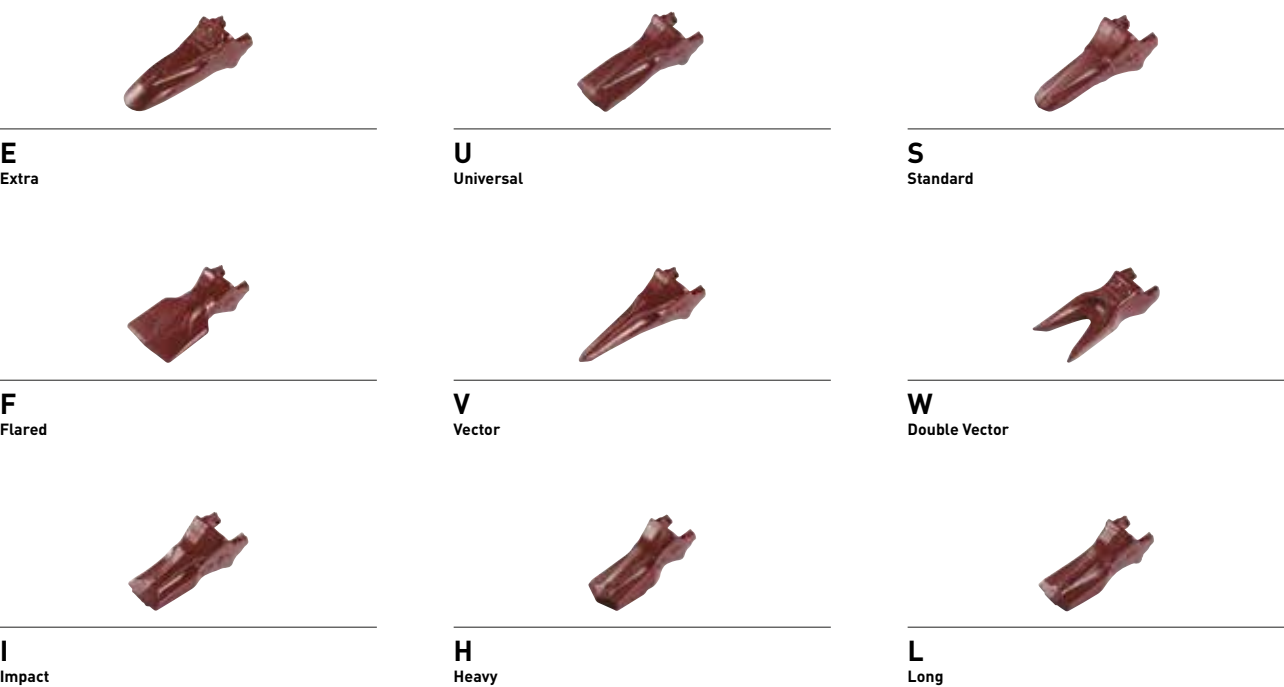 E
Extra
U
Universal
S
Standard
F
Flared
V
Vector
W
Double Vector
I
Impact
H
Heavy
L
Long